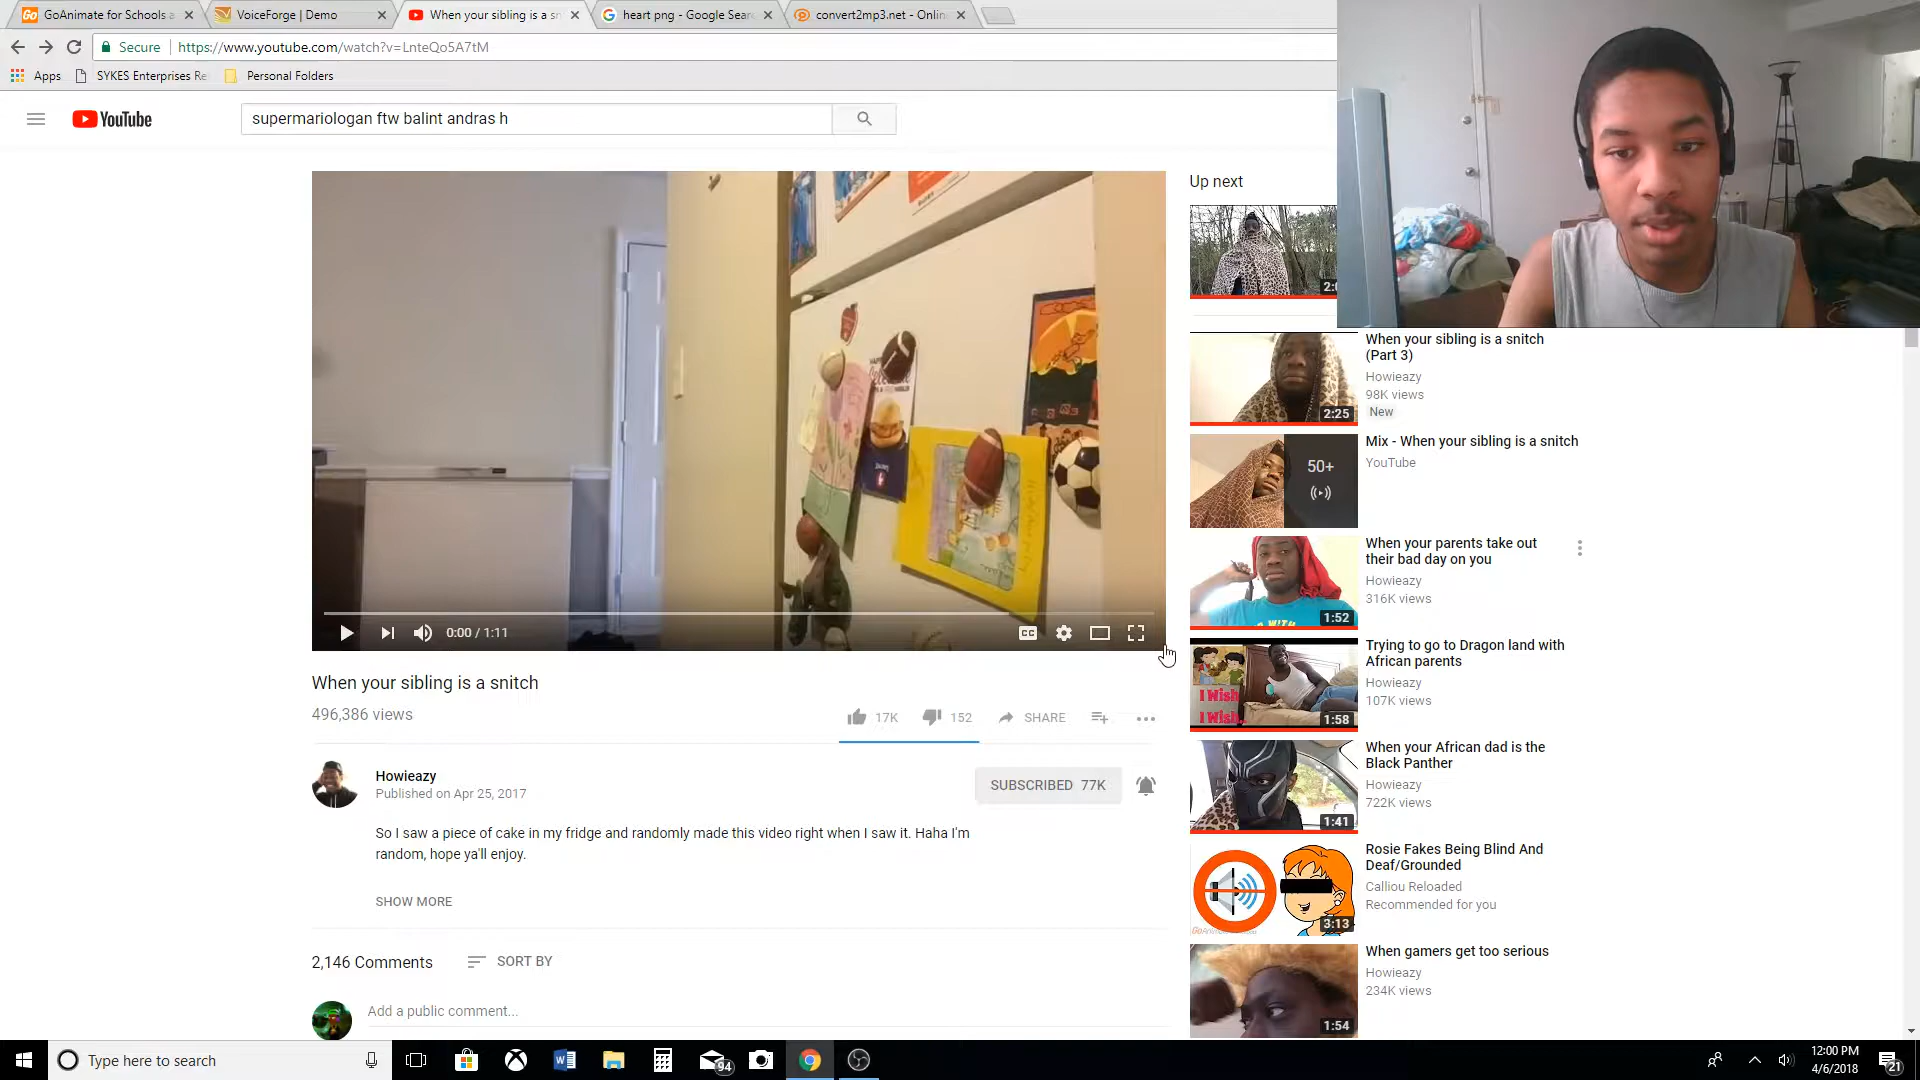 GoAnimate for Schools a
VoiceForge | Demo
When your sibling is a sn
heart png - Google Sear
convert2mp3.net - Onlin
Secure
https://www.youtube.com/watch?v=LnteQo5A7tM
Apps
SYKES Enterprises Re
Personal Folders
YouTube
supermariologan ftw balint andras h
Up next
0:00 / 1:11
CC
When your sibling is a snitch
496,386 views
17K
152
SHARE
Howieazy
Published on Apr 25, 2017
SUBSCRIBED 77K
So I saw a piece of cake in my fridge and randomly made this video right when I saw it. Haha I'm
random, hope ya'll enjoy.
SHOW MORE
2,146 Comments
SORT BY
Add a public comment...
When your sibling is a snitch
(Part 3)
Howieazy
98K views
New
2:25
Mix - When your sibling is a snitch
YouTube
50+
When your parents take out
their bad day on you
Howieazy
316K views
1:52
Trying to go to Dragon land with
African parents
Howieazy
107K views
I Wish
I Wish..
1:58
When your African dad is the
Black Panther
Howieazy
722K views
1:41
Rosie Fakes Being Blind And
Deaf/Grounded
Calliou Reloaded
Recommended for you
3:13
When gamers get too serious
Howieazy
234K views
1:54
Type here to search
94
12:00 PM
4/6/2018
21